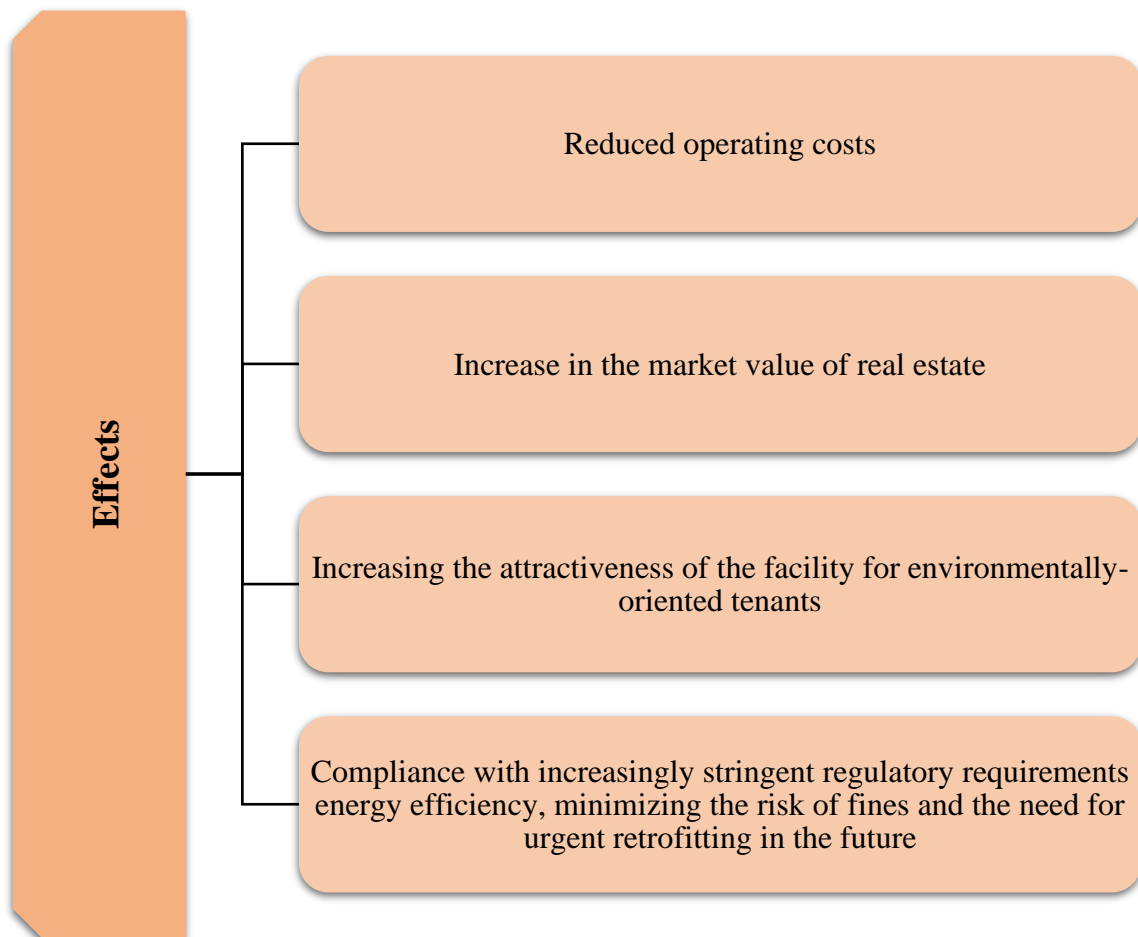 Effects
Reduced operating costs
Increase in the market value of real estate
Increasing the attractiveness of the facility for environmentally-
oriented tenants
Compliance with increasingly stringent regulatory requirements
energy efficiency, minimizing the risk of fines and the need for
urgent retrofitting in the future